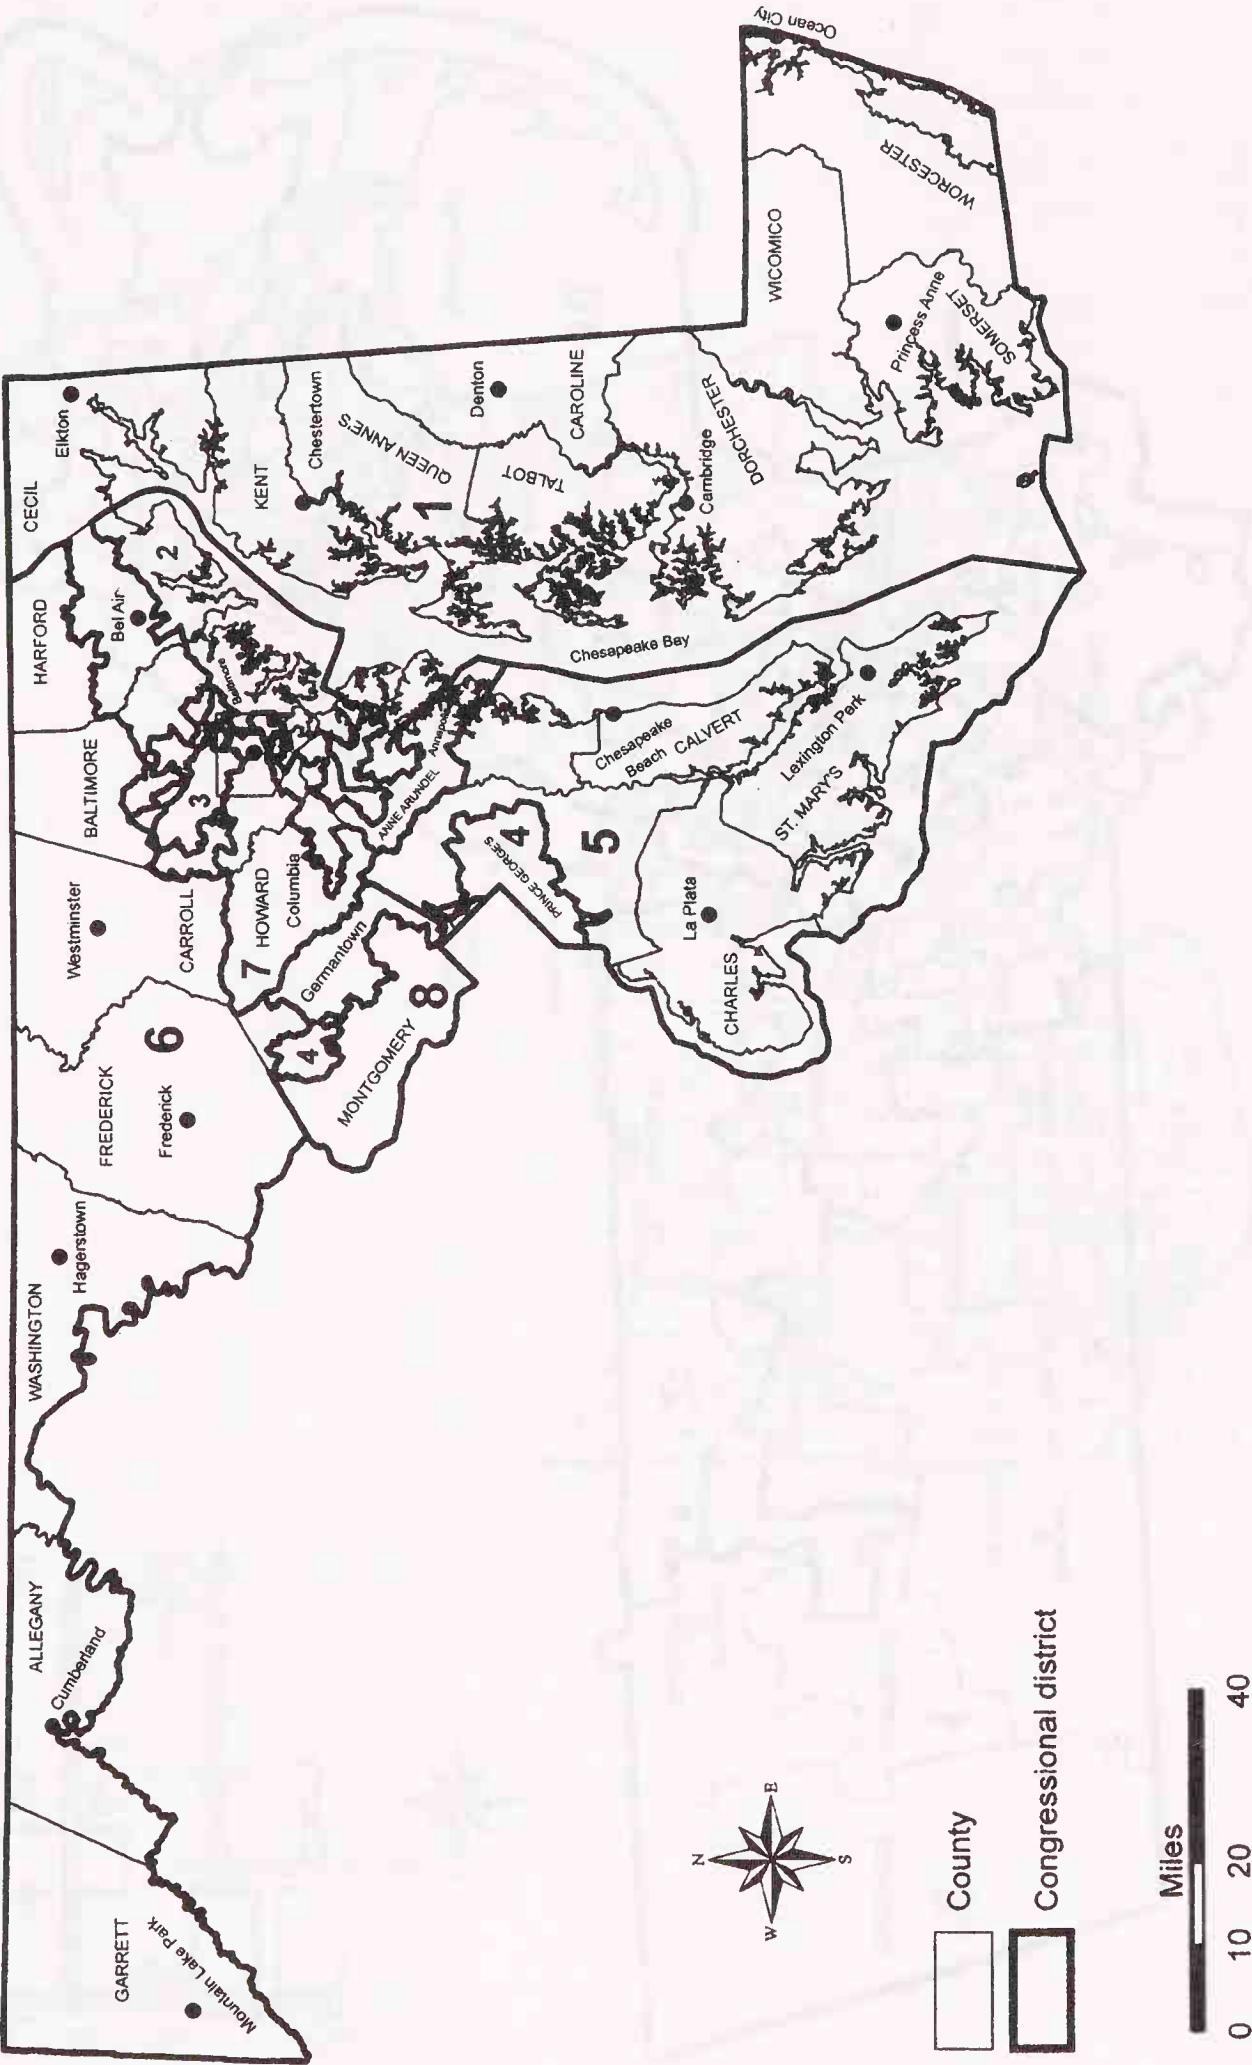 GARRETT
Mountain Lake Park
ALLEGANY
Cumberland
WASHINGTON
Hagerstown
FREDERICK
Frederick
6
Westminster
CARROLL
BALTIMORE
3
HARFORD
Bel Air
2
CECIL
Elkton
Baltimore
7
HOWARD
Columbia
Germantown
4
MONTGOMERY
8
ANNE ARUNDEL
Annapolis
PRINCE GEORGE'S
4
5
KENT
Chestertown
QUEEN ANNE'S
1
TALBOT
Denton
CAROLINE
Cambridge
DORCHESTER
Chesapeake Bay
Chesapeake
Beach
CALVERT
La Plata
CHARLES
Lexington Park
ST. MARY'S
WICOMICO
Princess Anne
SOMERSET
WORCESTER
Ocean City
N
W
E
S
County
Congressional district
Miles
0 10 20 40